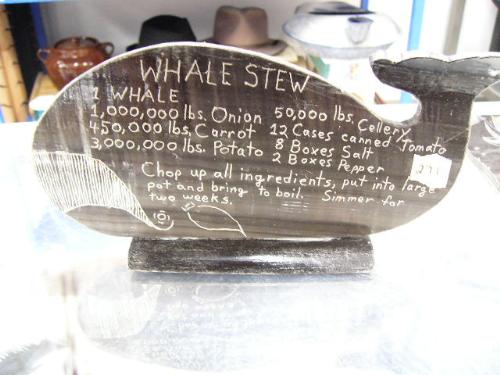 WHALE STEW
1 WHALE
1,000,000 lbs. Onion
450,000 lbs. Carrot
3,000,000 lbs. Potato
50,000 lbs. Cellery
12 Cases canned Tomato
8 Boxes Salt
2 Boxes Pepper
Chop up all ingredients, put into large
pot and bring to boil. Simmer for
two weeks.
271